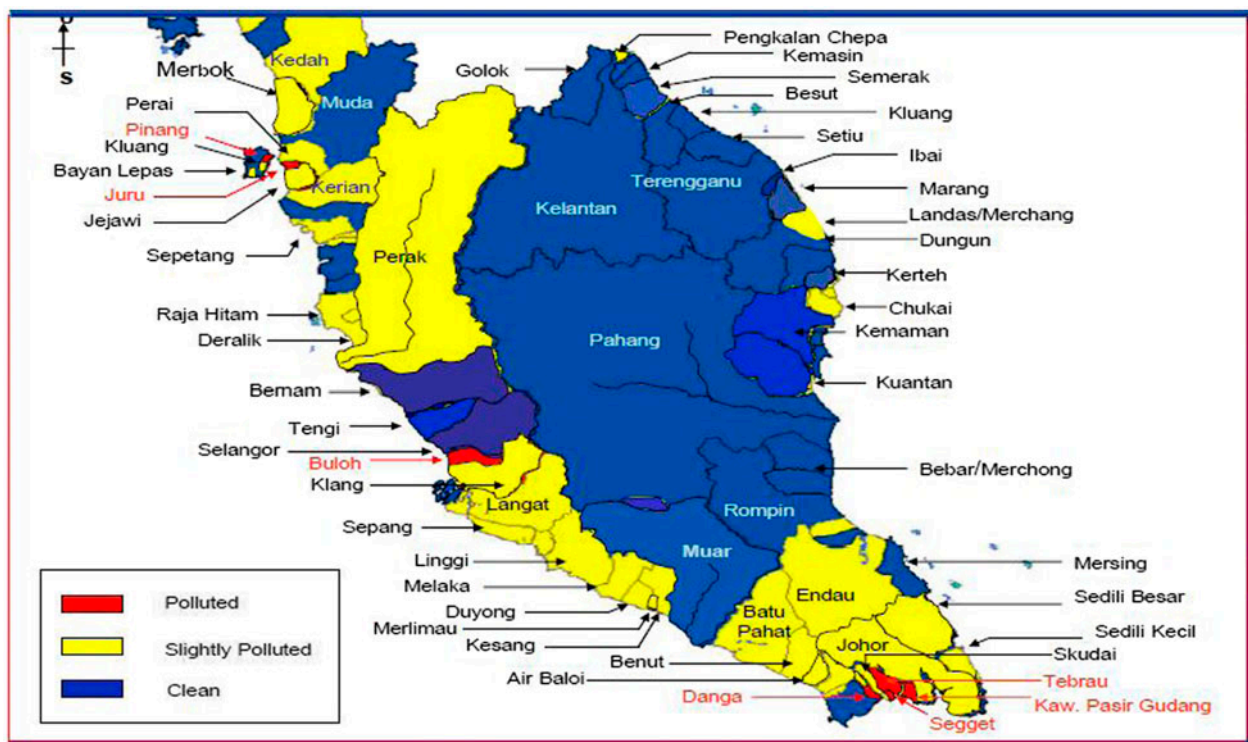 S
Kedah
Merbok
Muda
Perai
Pinang
Kluang
Bayan Lepas
Juru
Kerian
Jejawi
Sepetang
Perak
Raja Hitam
Deralik
Bernam
Tengi
Selangor
Buloh
Klang
Langat
Sepang
Linggi
Melaka
Duyong
Merlimau
Kesang
Benut
Air Baloi
Danga
Golok
Pengkalan Chepa
Kemasin
Semerak
Besut
Kluang
Setiu
Ibai
Terengganu
Marang
Kelantan
Landas/Merchang
Dungun
Kerteh
Chukai
Kemaman
Pahang
Kuantan
Bebar/Merchong
Rompin
Muar
Mersing
Endau
Sedili Besar
Batu
Pahat
Sedili Kecil
Johor
Skudai
Tebrau
Kaw. Pasir Gudang
Segget
Polluted
Slightly Polluted
Clean